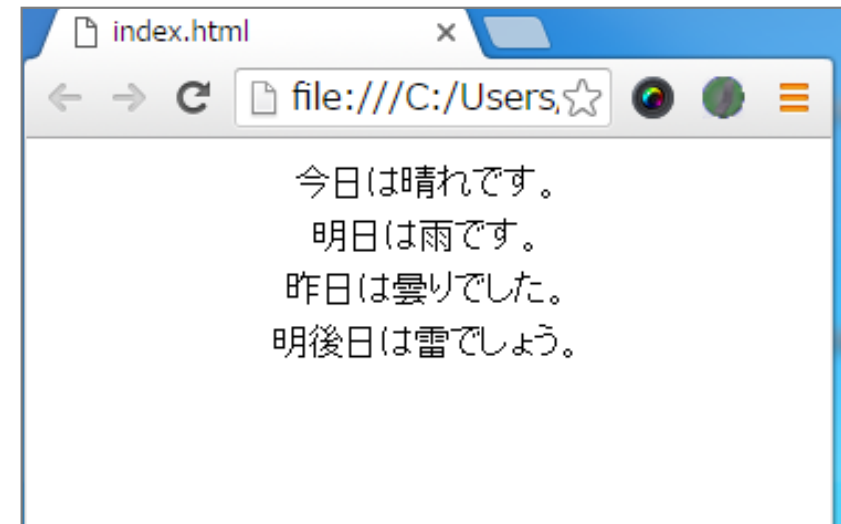 index.html
file:///C:/Users/
今日は晴れです。
明日は雨です。
昨日は曇りでした。
明後日は雷でしょう。